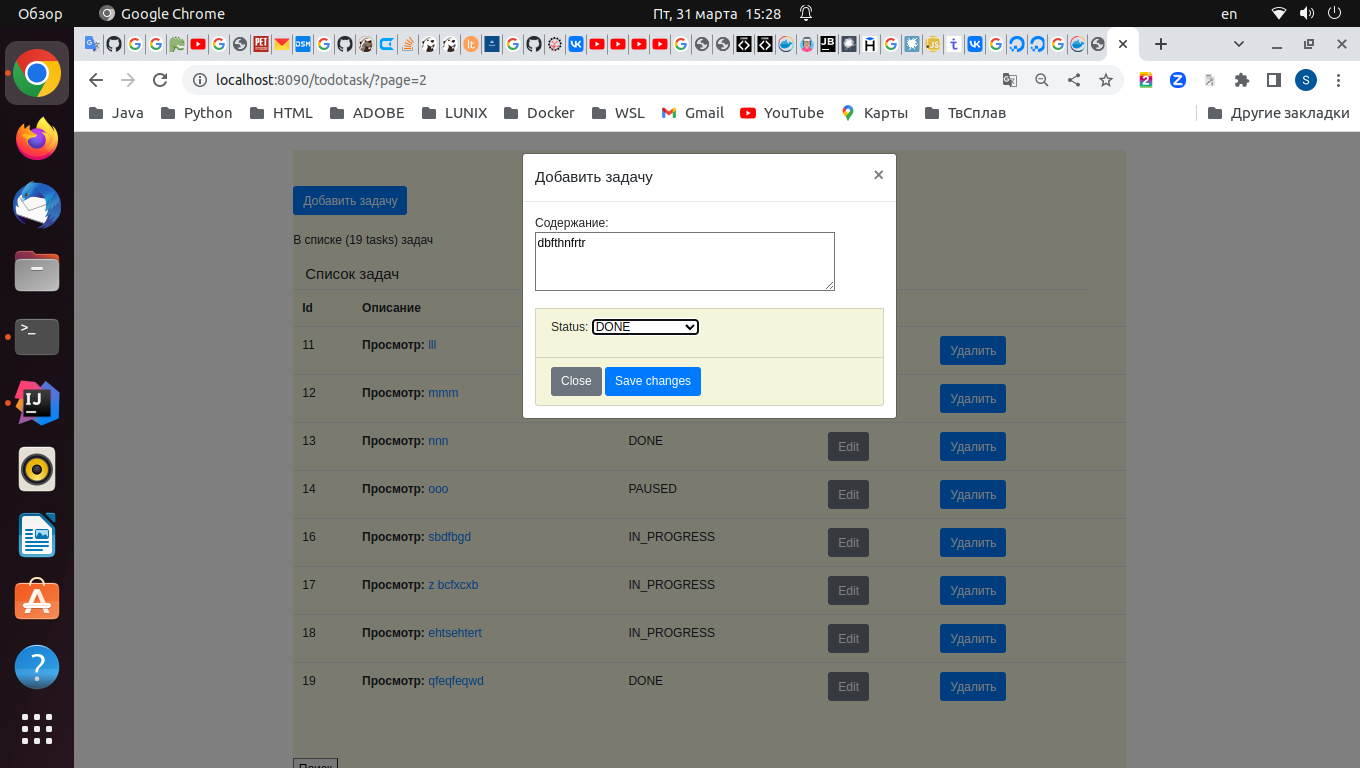 Обзор Google Chrome Пт, 31 марта 15:28 en
localhost:8090/todotask/?page=2
Java Python HTML ADOBE LUNIX Docker WSL Gmail YouTube Карты ТвСплав Другие закладки
Добавить задачу ×
Содержание:
dbfthnfrtr
Status: DONE
Close Save changes
Добавить задачу
В списке (19 tasks) задач
Список задач
Id Описание
11 Просмотр: lll Удалить
12 Просмотр: mmm Удалить
13 Просмотр: nnn DONE Edit Удалить
14 Просмотр: ooo PAUSED Edit Удалить
16 Просмотр: sbdfbgd IN_PROGRESS Edit Удалить
17 Просмотр: z bcfxcxb IN_PROGRESS Edit Удалить
18 Просмотр: ehtsehtert IN_PROGRESS Edit Удалить
19 Просмотр: qfeqfeqwd DONE Edit Удалить
Поиск